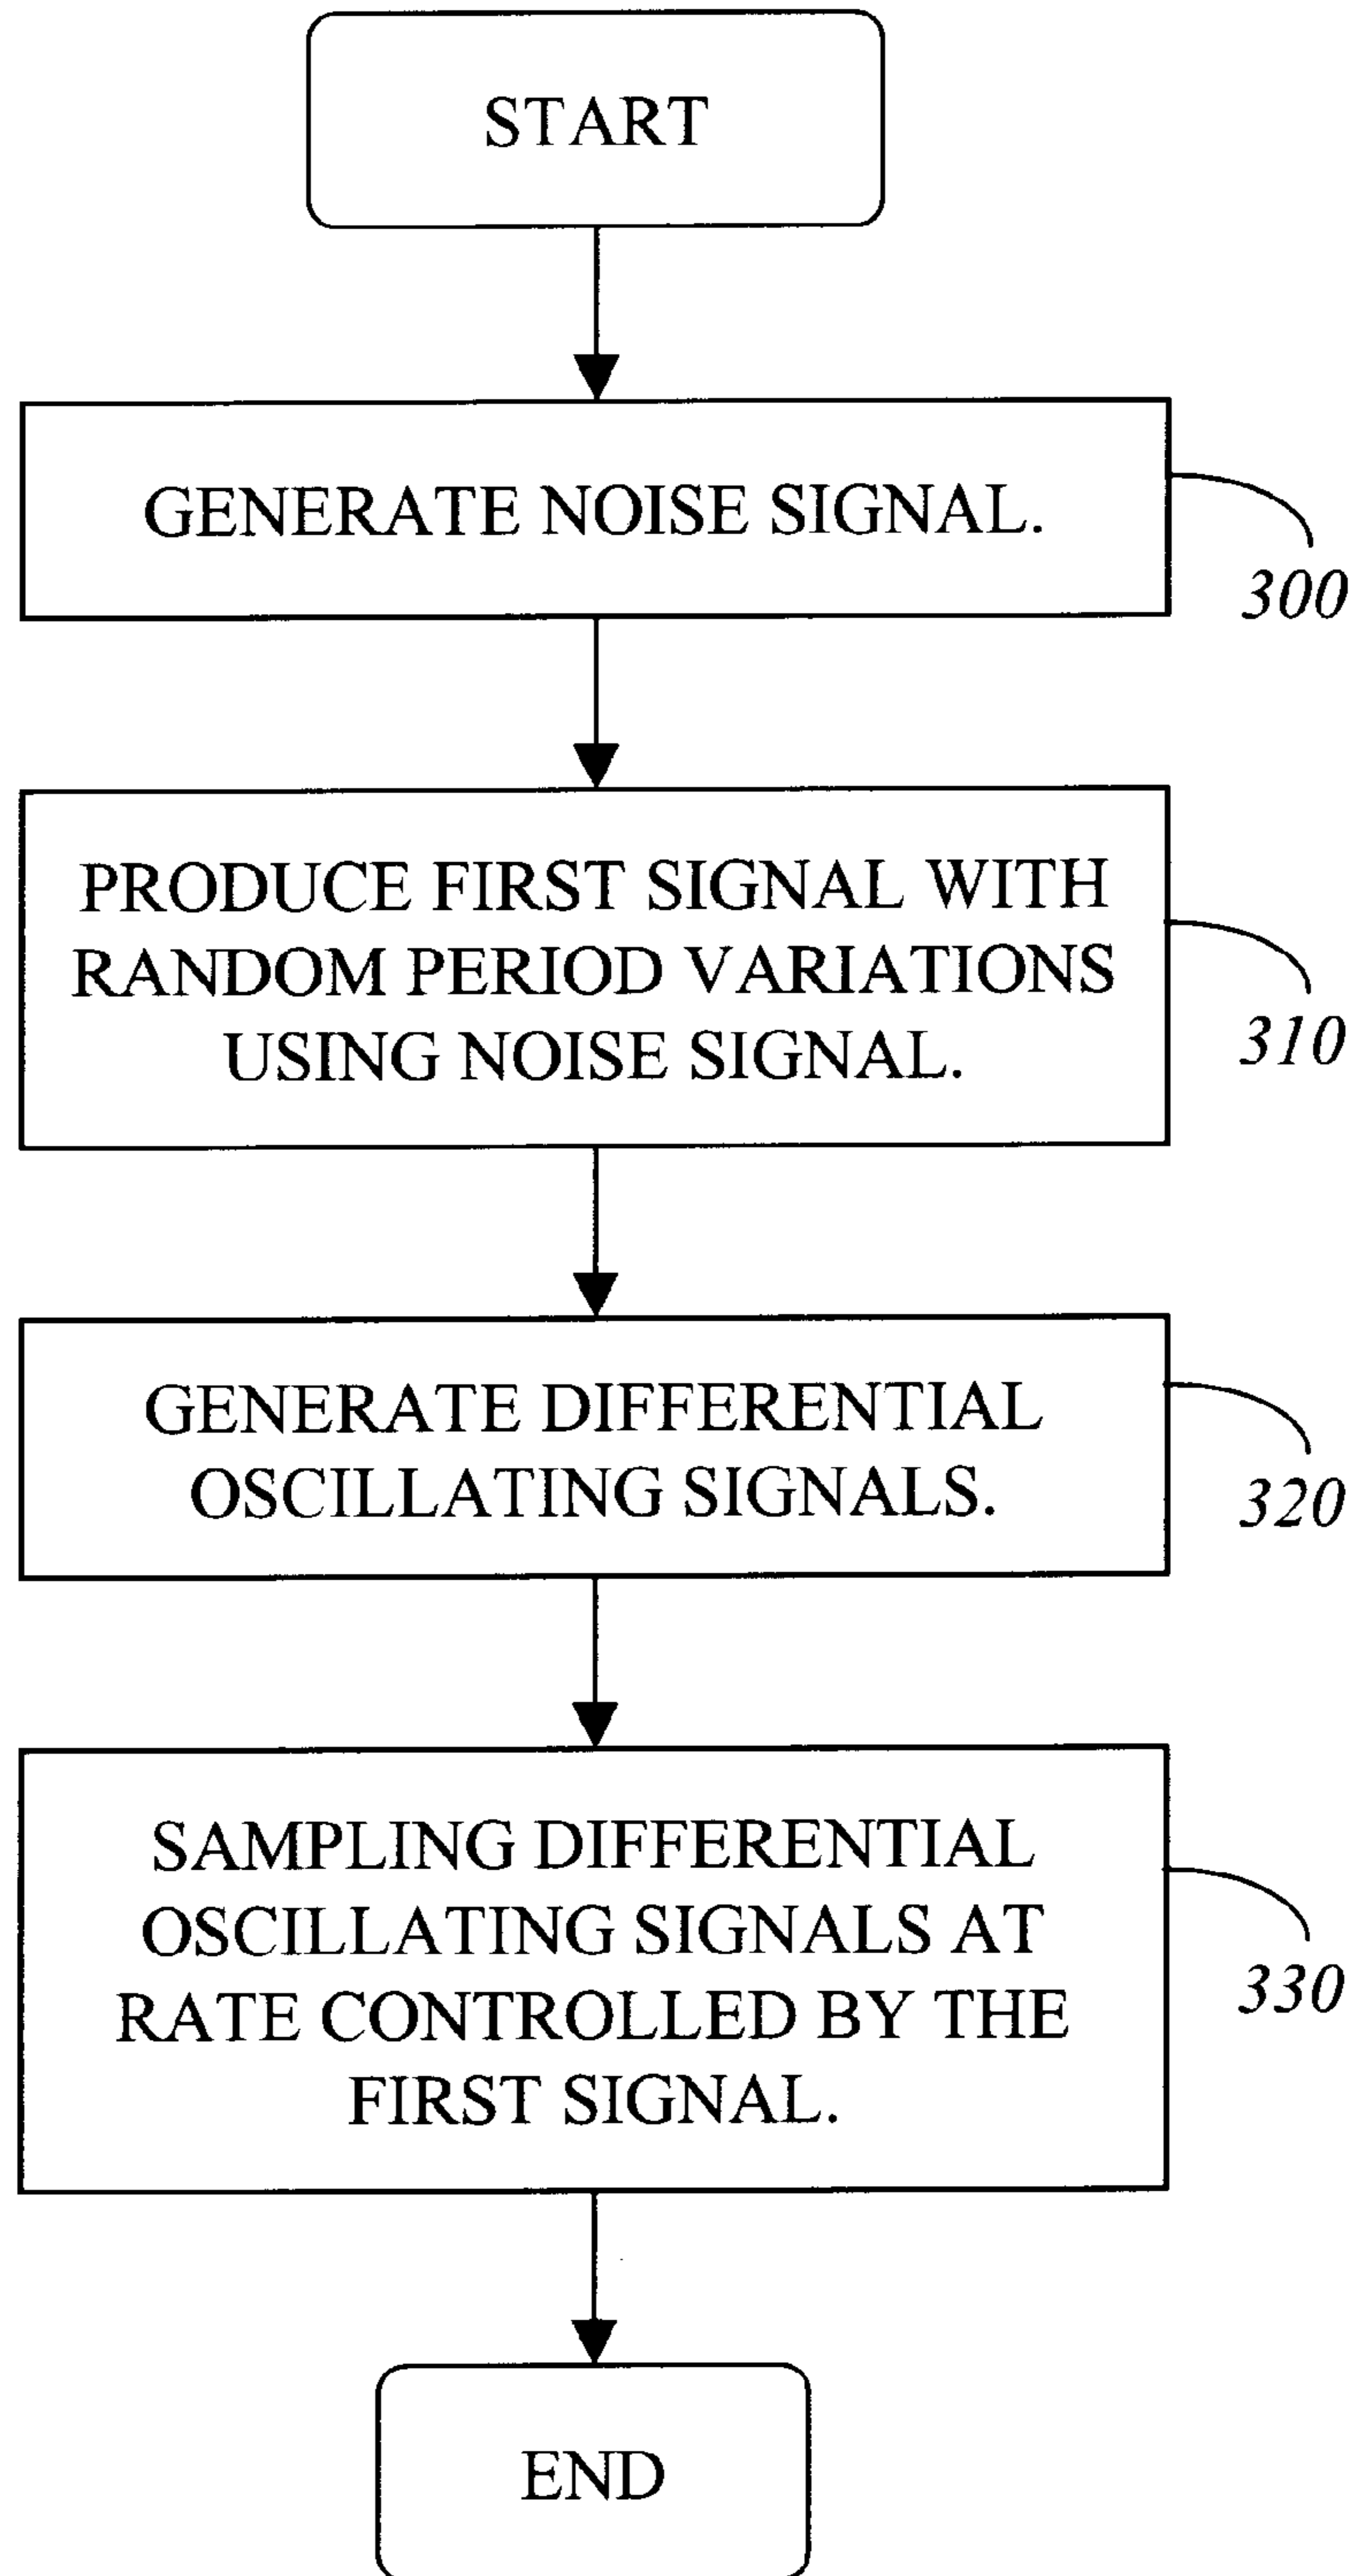 START
GENERATE NOISE SIGNAL.
300
PRODUCE FIRST SIGNAL WITH
RANDOM PERIOD VARIATIONS
USING NOISE SIGNAL.
310
GENERATE DIFFERENTIAL
OSCILLATING SIGNALS.
320
SAMPLING DIFFERENTIAL
OSCILLATING SIGNALS AT
RATE CONTROLLED BY THE
FIRST SIGNAL.
330
END